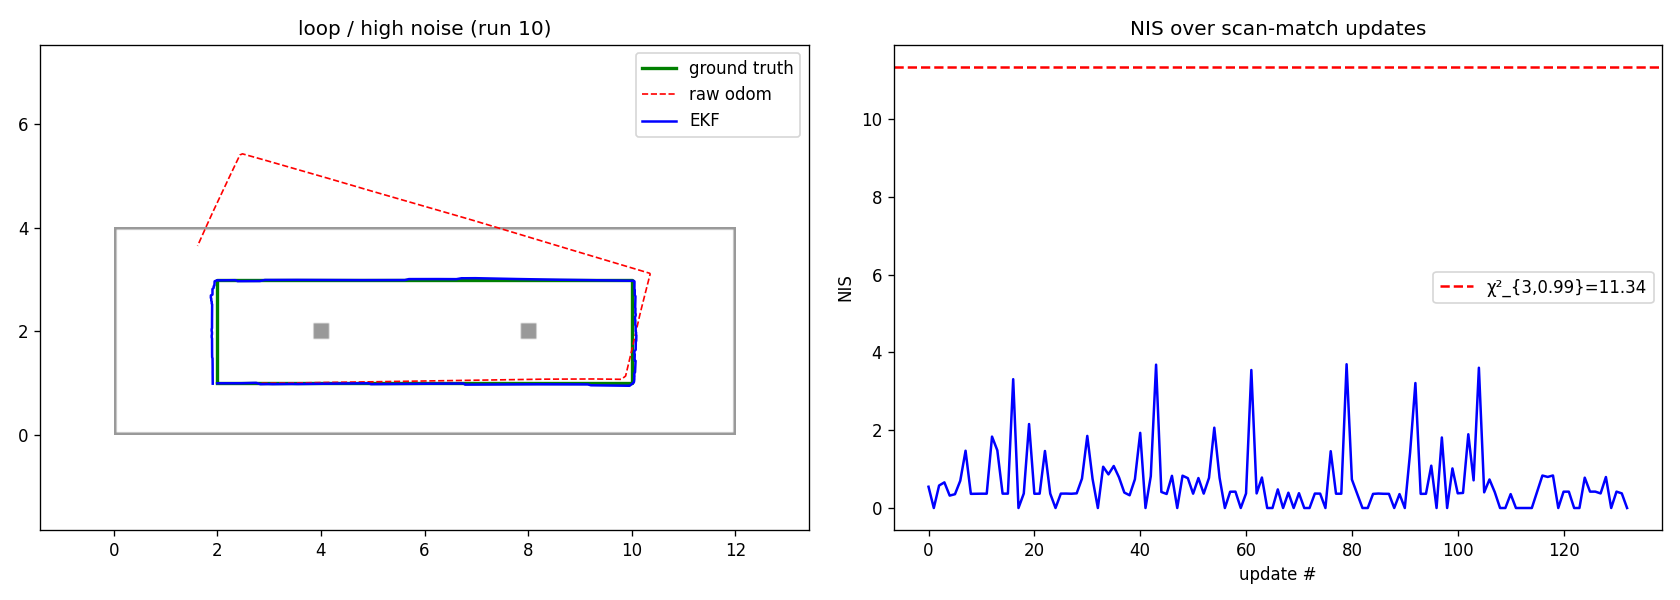 loop / high noise (run 10)
ground truth
raw odom
EKF
6
4
2
0
0 2 4 6 8 10 12
NIS over scan-match updates
χ²_{3,0.99}=11.34
NIS
10
8
6
4
2
0
0 20 40 60 80 100 120
update #